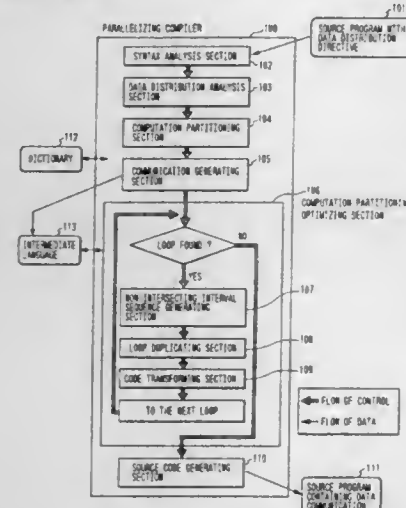 101
SOURCE PROGRAM WITH
DATA DISTRIBUTION
DIRECTIVE
PARALLELIZING COMPILER
100
SYNTAX ANALYSIS SECTION
102
DATA DISTRIBUTION ANALYSIS
SECTION
103
COMPUTATION PARTITIONING
SECTION
104
112
DICTIONARY
COMMUNICATION GENERATING
SECTION
105
106
COMPUTATION PARTITIONING
OPTIMIZING SECTION
113
INTERMEDIATE
LANGUAGE
LOOP FOUND ?
NO
YES
107
NON-INTERSECTING INTERVAL
SEQUENCE GENERATING
SECTION
108
LOOP DUPLICATING SECTION
109
CODE TRANSFORMING SECTION
TO THE NEXT LOOP
FLOW OF CONTROL
FLOW OF DATA
110
SOURCE CODE GENERATING
SECTION
111
SOURCE PROGRAM
CONTAINING DATA
COMMUNICATION